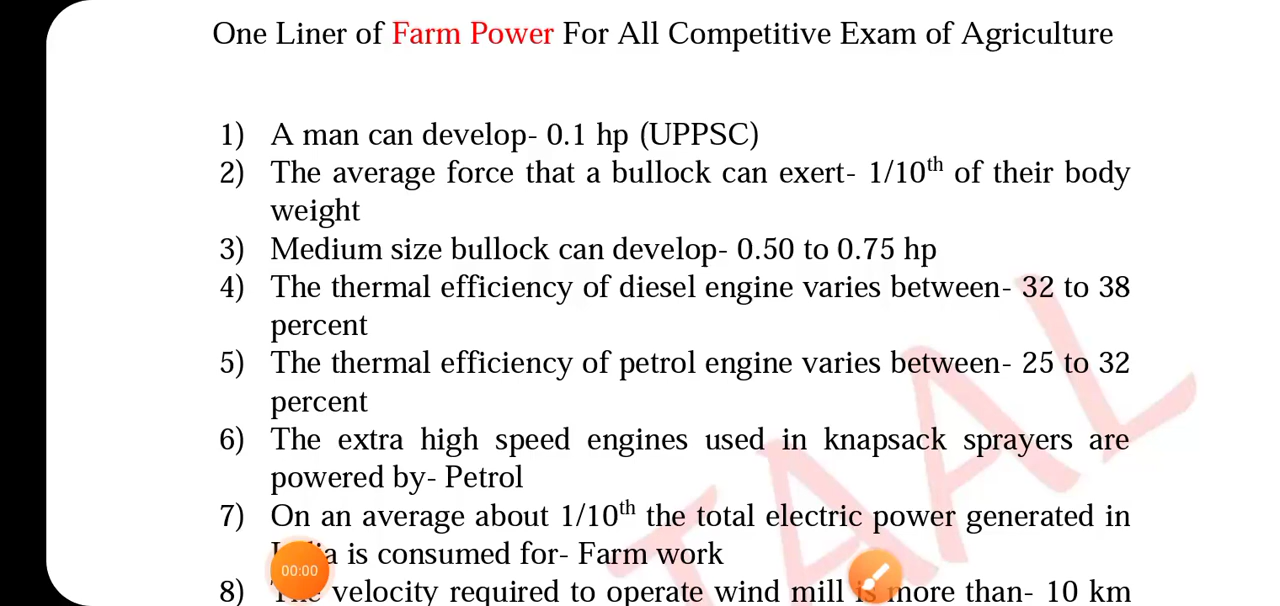 One Liner of Farm Power For All Competitive Exam of Agriculture
1) A man can develop- 0.1 hp (UPPSC)
2) The average force that a bullock can exert- 1/10th of their body
weight
3) Medium size bullock can develop- 0.50 to 0.75 hp
4) The thermal efficiency of diesel engine varies between- 32 to 38
percent
5) The thermal efficiency of petrol engine varies between- 25 to 32
percent
6) The extra high speed engines used in knapsack sprayers are
powered by- Petrol
7) On an average about 1/10th the total electric power generated in
India is consumed for- Farm work
8) The velocity required to operate wind mill is more than- 10 km
00:00
TAAL